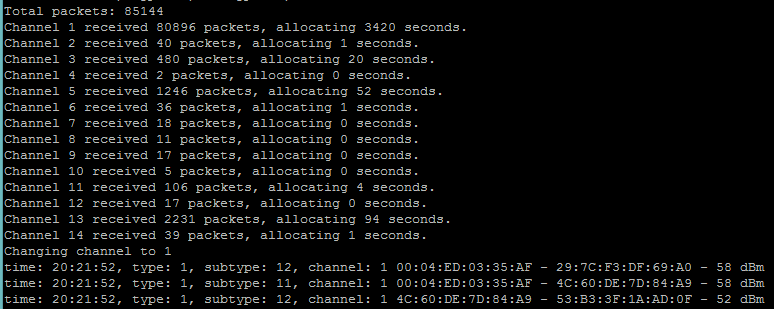 Total packets: 85144
Channel 1 received 80896 packets, allocating 3420 seconds.
Channel 2 received 40 packets, allocating 1 seconds.
Channel 3 received 480 packets, allocating 20 seconds.
Channel 4 received 2 packets, allocating 0 seconds.
Channel 5 received 1246 packets, allocating 52 seconds.
Channel 6 received 36 packets, allocating 1 seconds.
Channel 7 received 18 packets, allocating 0 seconds.
Channel 8 received 11 packets, allocating 0 seconds.
Channel 9 received 17 packets, allocating 0 seconds.
Channel 10 received 5 packets, allocating 0 seconds.
Channel 11 received 106 packets, allocating 4 seconds.
Channel 12 received 17 packets, allocating 0 seconds.
Channel 13 received 2231 packets, allocating 94 seconds.
Channel 14 received 39 packets, allocating 1 seconds.
Changing channel to 1
time: 20:21:52, type: 1, subtype: 12, channel: 1 00:04:ED:03:35:AF - 29:7C:F3:DF:69:A0 - 58 dBm
time: 20:21:52, type: 1, subtype: 11, channel: 1 00:04:ED:03:35:AF - 4C:60:DE:7D:84:A9 - 58 dBm
time: 20:21:52, type: 1, subtype: 12, channel: 1 4C:60:DE:7D:84:A9 - 53:B3:3F:1A:AD:0F - 52 dBm